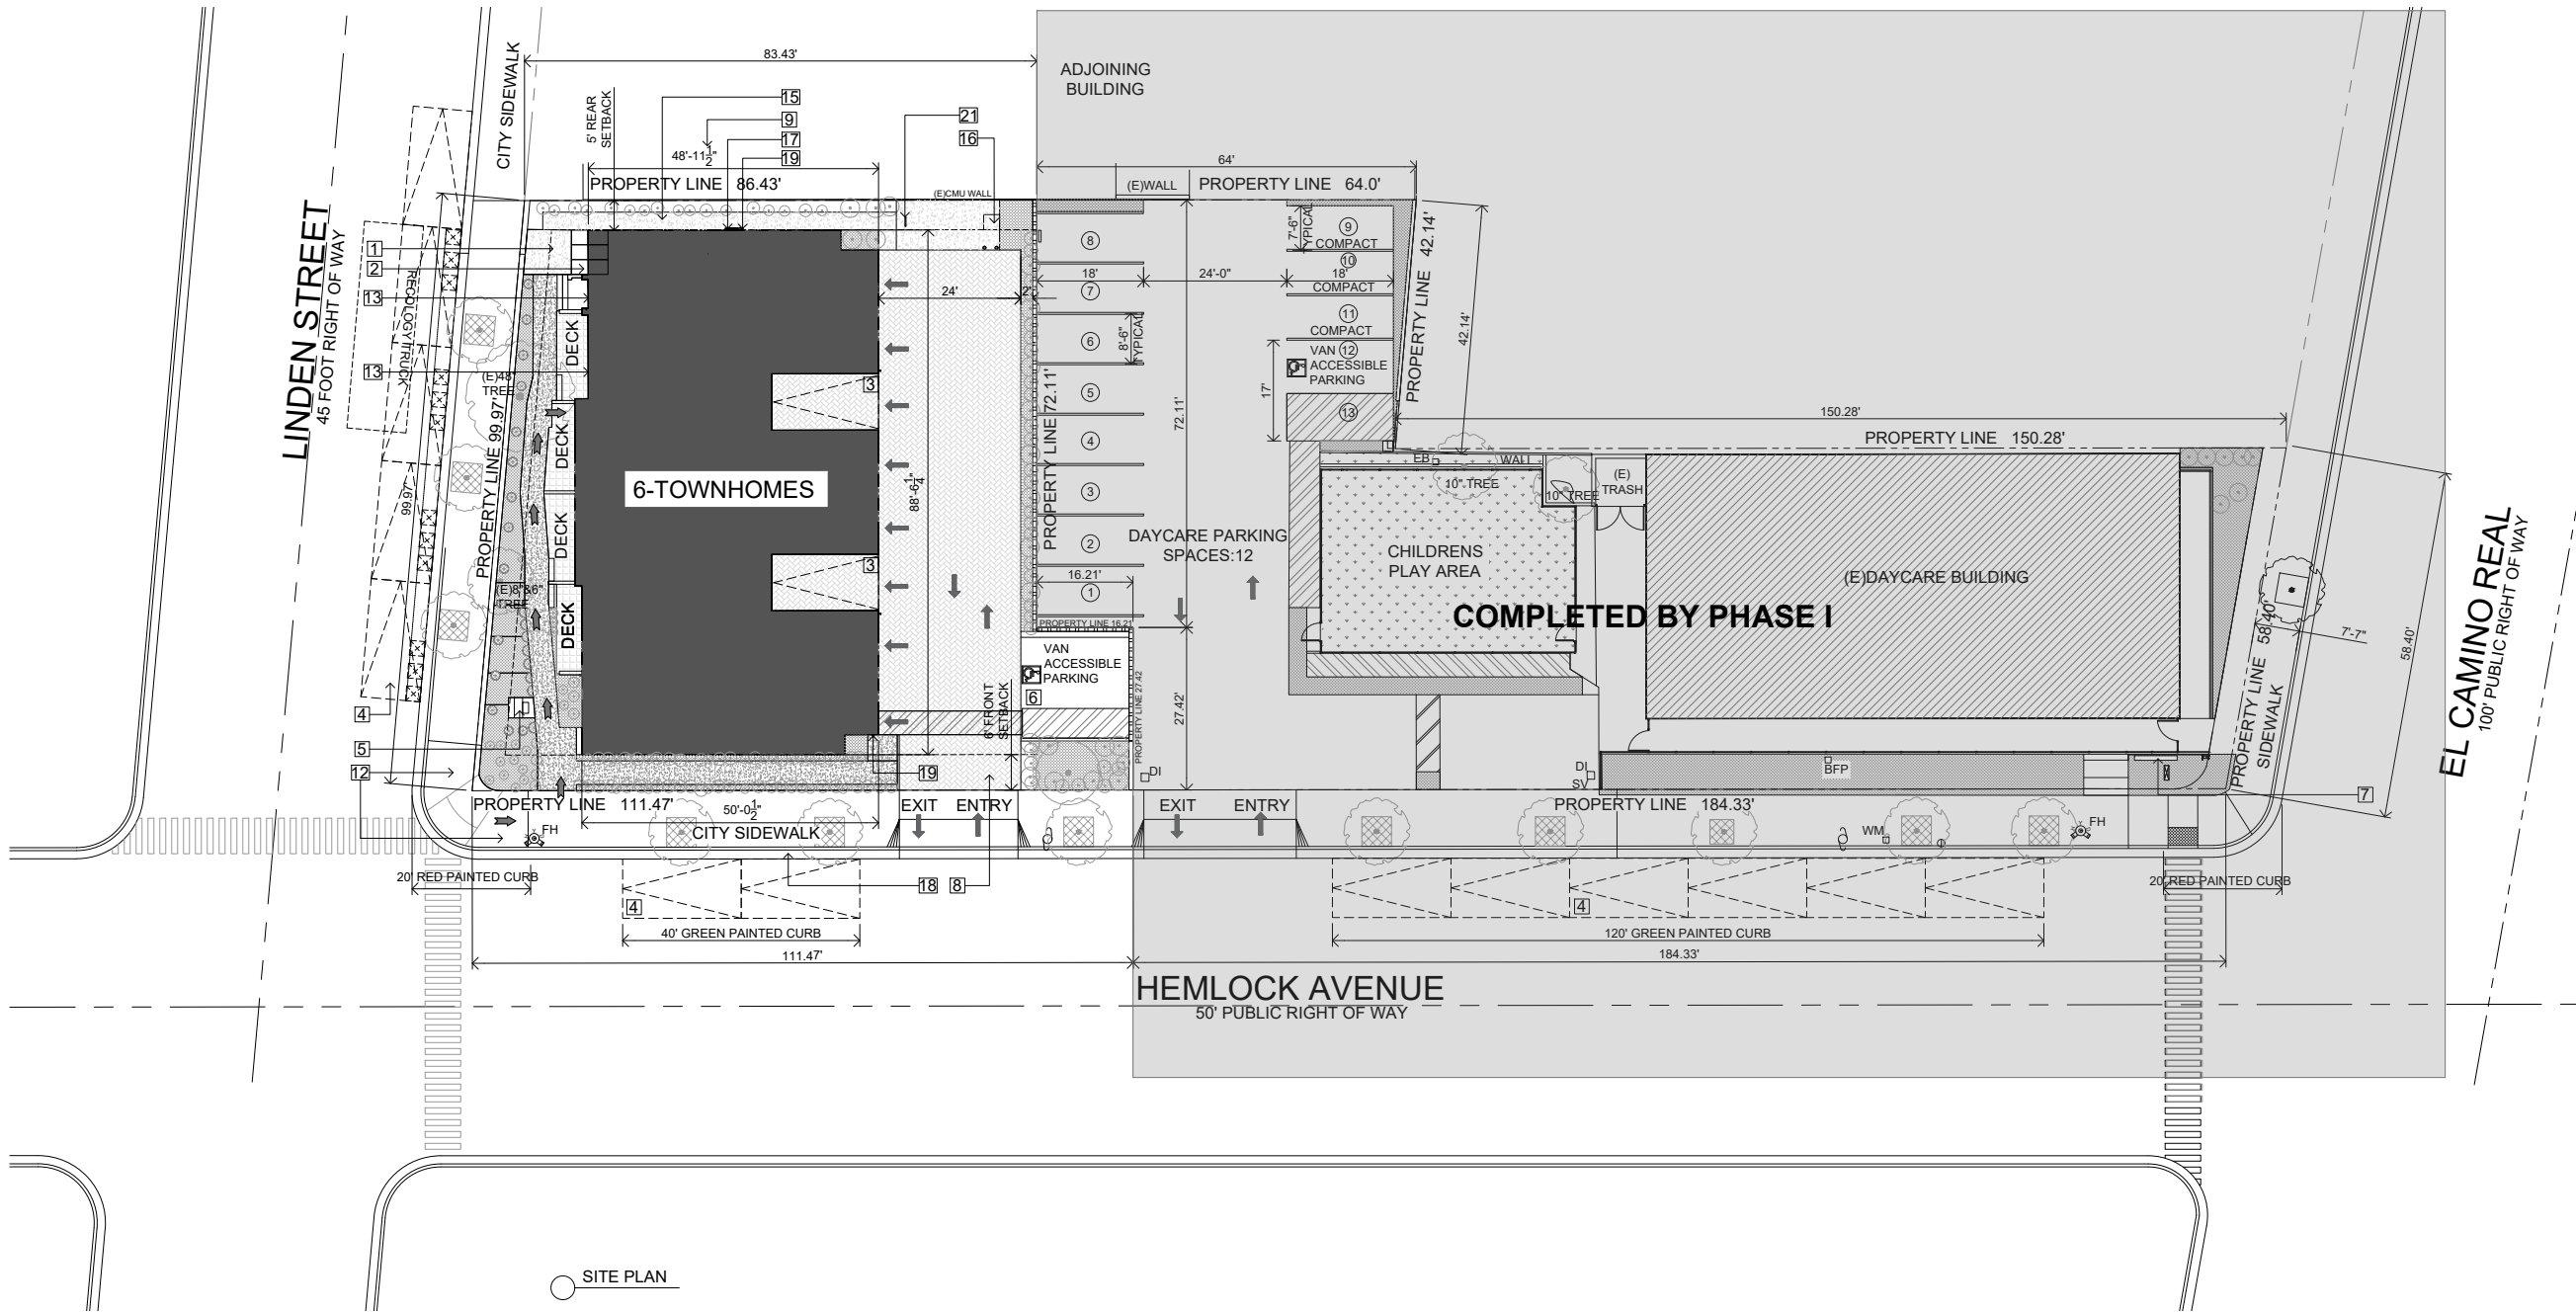 83.43'
ADJOINING
BUILDING
CITY SIDEWALK
5' REAR
SETBACK
15
9
17
19
21
16
48'-11 1/2"
64'
PROPERTY LINE 86.43'
(E)CMU WALL
(E)WALL
PROPERTY LINE 64.0'
LINDEN STREET
45 FOOT RIGHT OF WAY
1
2
13
13
RECOLOGY TRUCK
8
7
6
5
4
3
2
1
18'
24'-0"
18'
7'-6"
TYPICAL
9
COMPACT
10
COMPACT
11
COMPACT
VAN 12
ACCESSIBLE
PARKING
13
17'
PROPERTY LINE 42.14'
42.14'
24'
2'
8'-6"
TYPICAL
72.11'
PROPERTY LINE 72.11'
DECK
DECK
DECK
DECK
(E)48"
TREE
(E)8"&6"
TREE
3
3
6-TOWNHOMES
88'-6 1/4"
99.97'
PROPERTY LINE 99.97'
150.28'
PROPERTY LINE 150.28'
EB
WALL
10" TREE
10" TREE
(E)
TRASH
DAYCARE PARKING
SPACES:12
CHILDRENS
PLAY AREA
(E)DAYCARE BUILDING
COMPLETED BY PHASE I
16.21'
PROPERTY LINE 16.21'
VAN
ACCESSIBLE
PARKING
6
6' FRONT
SETBACK
PROPERTY LINE 27.42
27.42'
EL CAMINO REAL
100' PUBLIC RIGHT OF WAY
7'-7"
58.40'
PROPERTY LINE 58.40'
SIDEWALK
4
5
12
19
DI
DI
SV
BFP
7
PROPERTY LINE 111.47'
50'-0 1/2"
CITY SIDEWALK
EXIT ENTRY
EXIT ENTRY
PROPERTY LINE 184.33'
FH
WM
FH
20' RED PAINTED CURB
18
8
20' RED PAINTED CURB
4
4
40' GREEN PAINTED CURB
120' GREEN PAINTED CURB
111.47'
184.33'
HEMLOCK AVENUE
50' PUBLIC RIGHT OF WAY
SITE PLAN